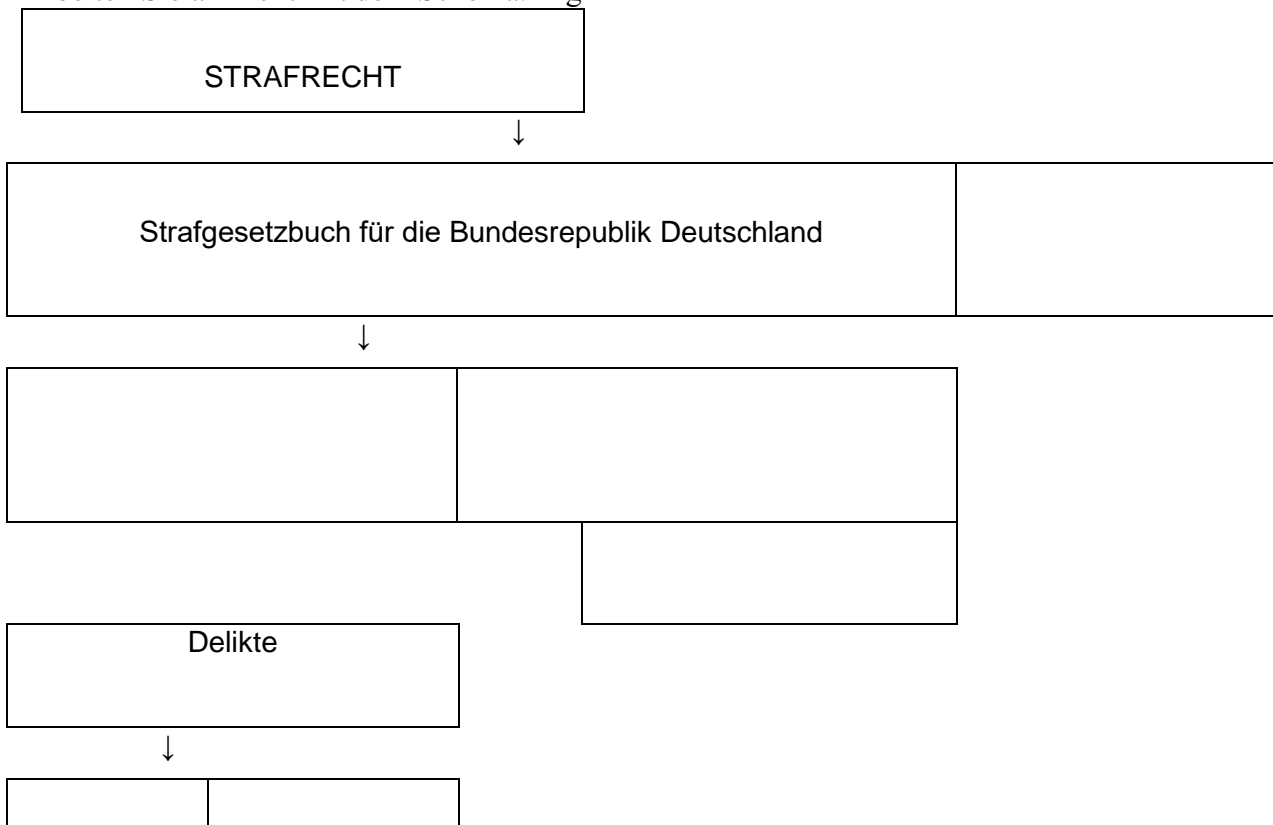 STRAFRECHT
↓
Strafgesetzbuch für die Bundesrepublik Deutschland
↓
Delikte
↓